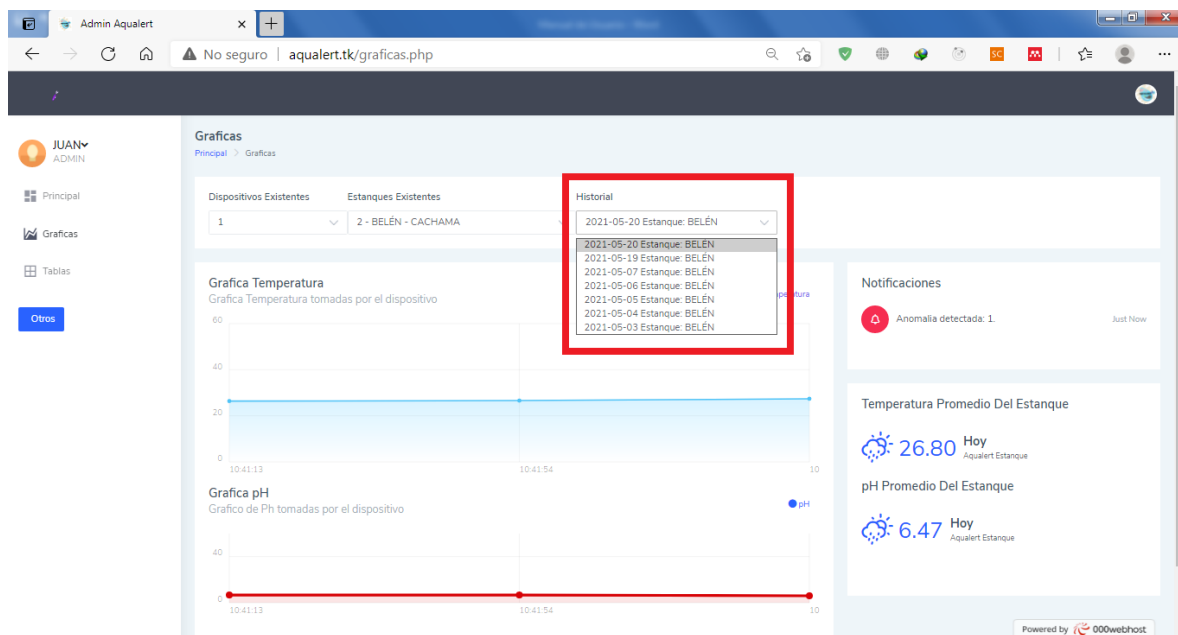 Admin Aqualert
Manual de Usuario - Word
No seguro | aqualert.tk/graficas.php
SC
JUAN
ADMIN
Principal
Graficas
Tablas
Otros
Graficas
Principal > Graficas
Dispositivos Existentes
1
Estanques Existentes
2 - BELÉN - CACHAMA
Historial
2021-05-20 Estanque: BELÉN
2021-05-20 Estanque: BELÉN
2021-05-19 Estanque: BELÉN
2021-05-07 Estanque: BELÉN
2021-05-06 Estanque: BELÉN
2021-05-05 Estanque: BELÉN
2021-05-04 Estanque: BELÉN
2021-05-03 Estanque: BELÉN
Grafica Temperatura
Grafica Temperatura tomadas por el dispositivo
peratura
60
40
20
0
10:41:13
10:41:54
10
Grafica pH
Grafico de Ph tomadas por el dispositivo
pH
40
0
10:41:13
10:41:54
10
Notificaciones
Anomalia detectada: 1.
Just Now
Temperatura Promedio Del Estanque
26.80
Hoy
Aqualert Estanque
pH Promedio Del Estanque
6.47
Hoy
Aqualert Estanque
Powered by 000webhost